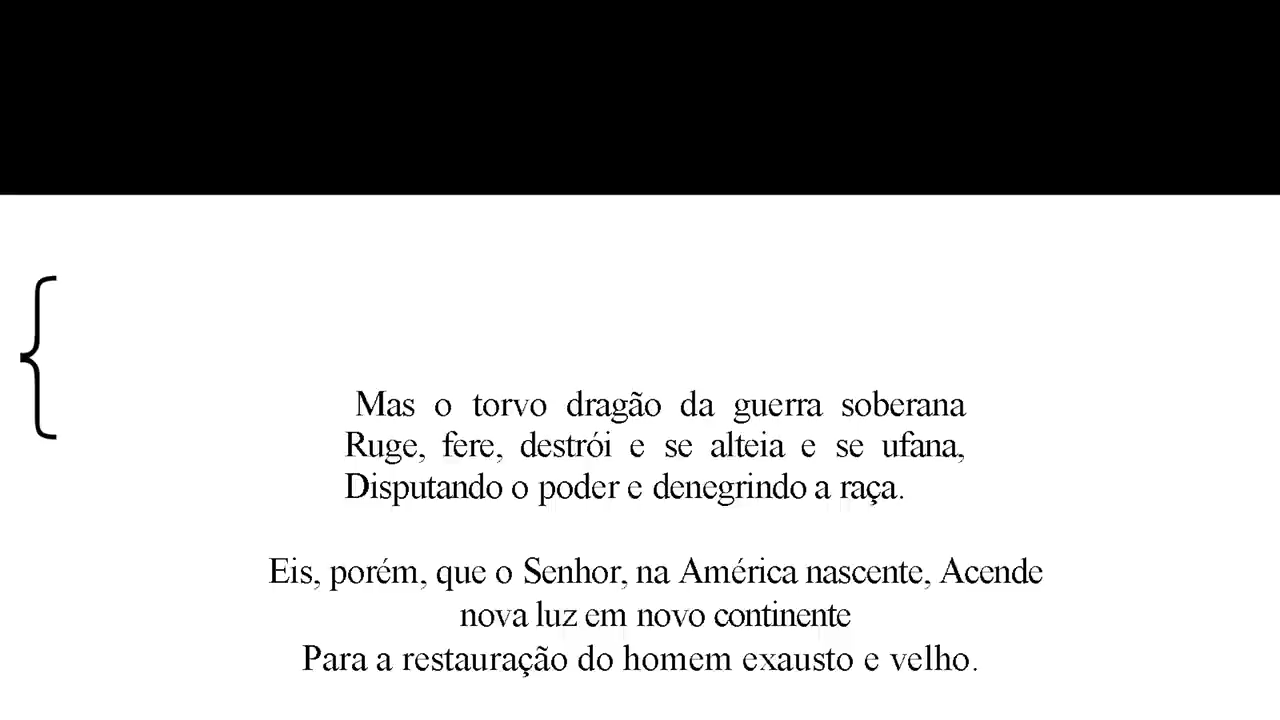 Mas o torvo dragão da guerra soberana
Ruge, fere, destrói e se alteia e se ufana,
Disputando o poder e denegrindo a raça.
Eis, porém, que o Senhor, na América nascente, Acende
nova luz em novo continente
Para a restauração do homem exausto e velho.